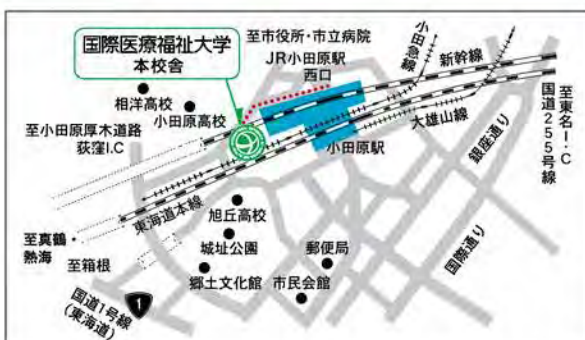 国際医療福祉大学
本校舎
至市役所・市立病院
JR小田原駅
西口
小田急線
新幹線
至東名I・C
国道255号線
相洋高校
小田原高校
大雄山線
銀座通り
至小田原厚木道路
荻窪I.C
小田原駅
東海道本線
旭丘高校
国際通り
至真鶴・
熱海
城址公園
至箱根
郵便局
郷土文化館
市民会館
国道1号線
(東海道)
1